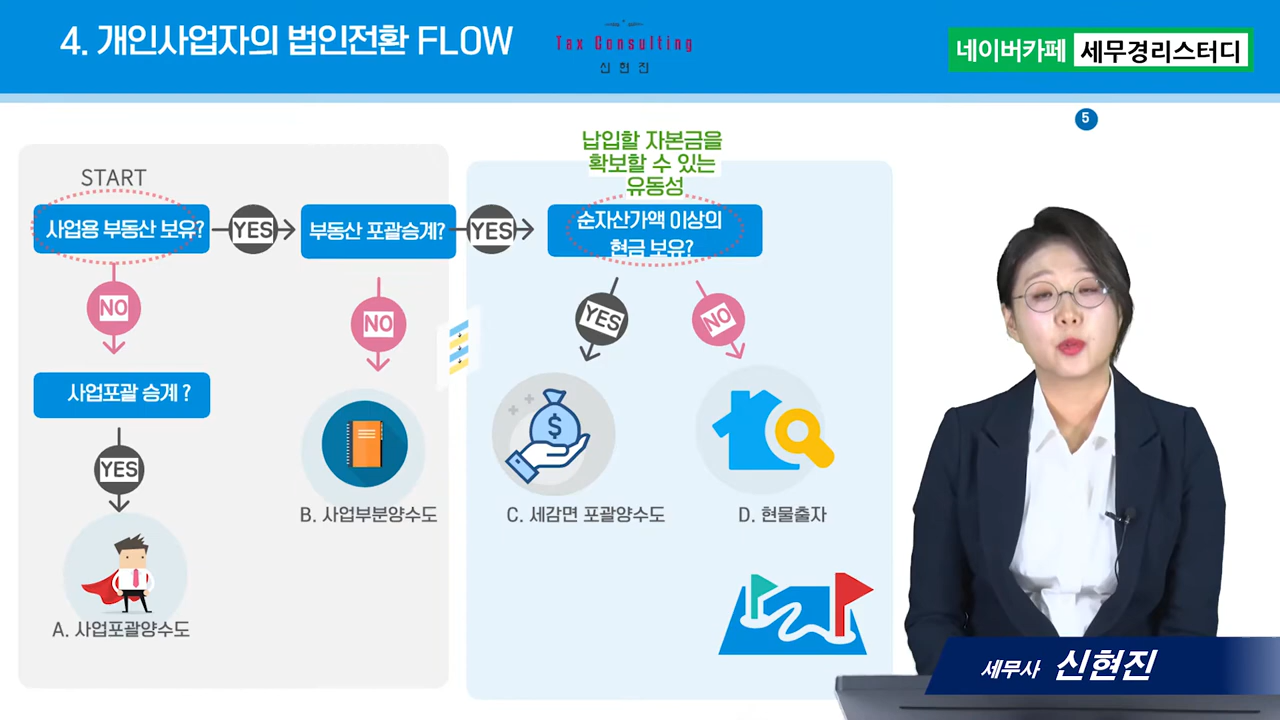 4. 개인사업자의 법인전환 FLOW
Tax Consulting
신현진
네이버카페 세무경리스터디
5
START
사업용 부동산 보유?
YES
부동산 포괄승계?
YES
납입할 자본금을
확보할 수 있는
유동성
순자산가액 이상의
현금 보유?
NO
NO
YES
NO
사업포괄 승계 ?
YES
$
A. 사업포괄양수도
B. 사업부분양수도
C. 세감면 포괄양수도
D. 현물출자
세무사 신현진